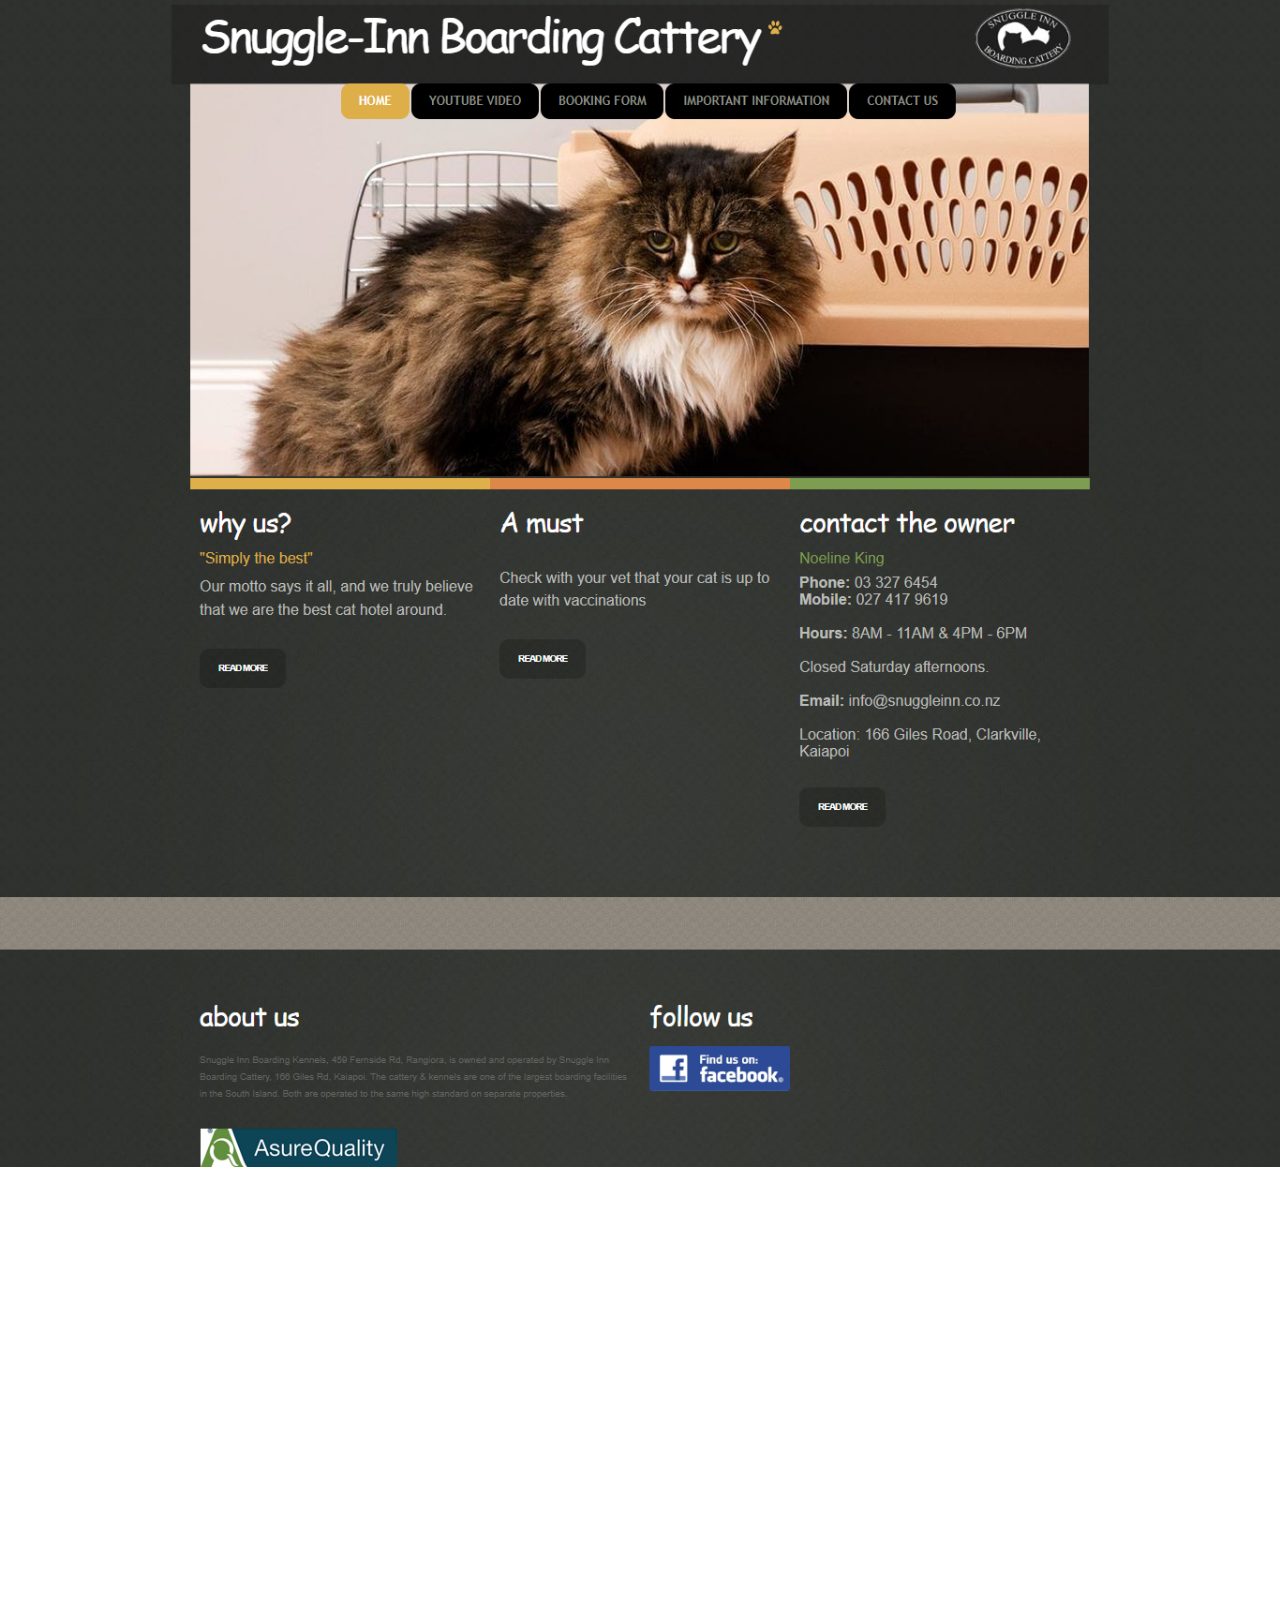 Snuggle-Inn Boarding Cattery
SNUGGLE INN
BOARDING CATTERY
HOME
YOUTUBE VIDEO
BOOKING FORM
IMPORTANT INFORMATION
CONTACT US
why us?
"Simply the best"
Our motto says it all, and we truly believe
that we are the best cat hotel around.
READ MORE
A must
Check with your vet that your cat is up to
date with vaccinations
READ MORE
contact the owner
Noeline King
Phone: 03 327 6454
Mobile: 027 417 9619
Hours: 8AM - 11AM & 4PM - 6PM
Closed Saturday afternoons.
Email: info@snuggleinn.co.nz
Location: 166 Giles Road, Clarkville,
Kaiapoi
READ MORE
about us
Snuggle Inn Boarding Kennels, 459 Fernside Rd, Rangiora, is owned and operated by Snuggle Inn
Boarding Cattery, 166 Giles Rd, Kaiapoi. The cattery & kennels are one of the largest boarding facilities
in the South Island. Both are operated to the same high standard on separate properties.
AsureQuality
follow us
Find us on:
facebook.